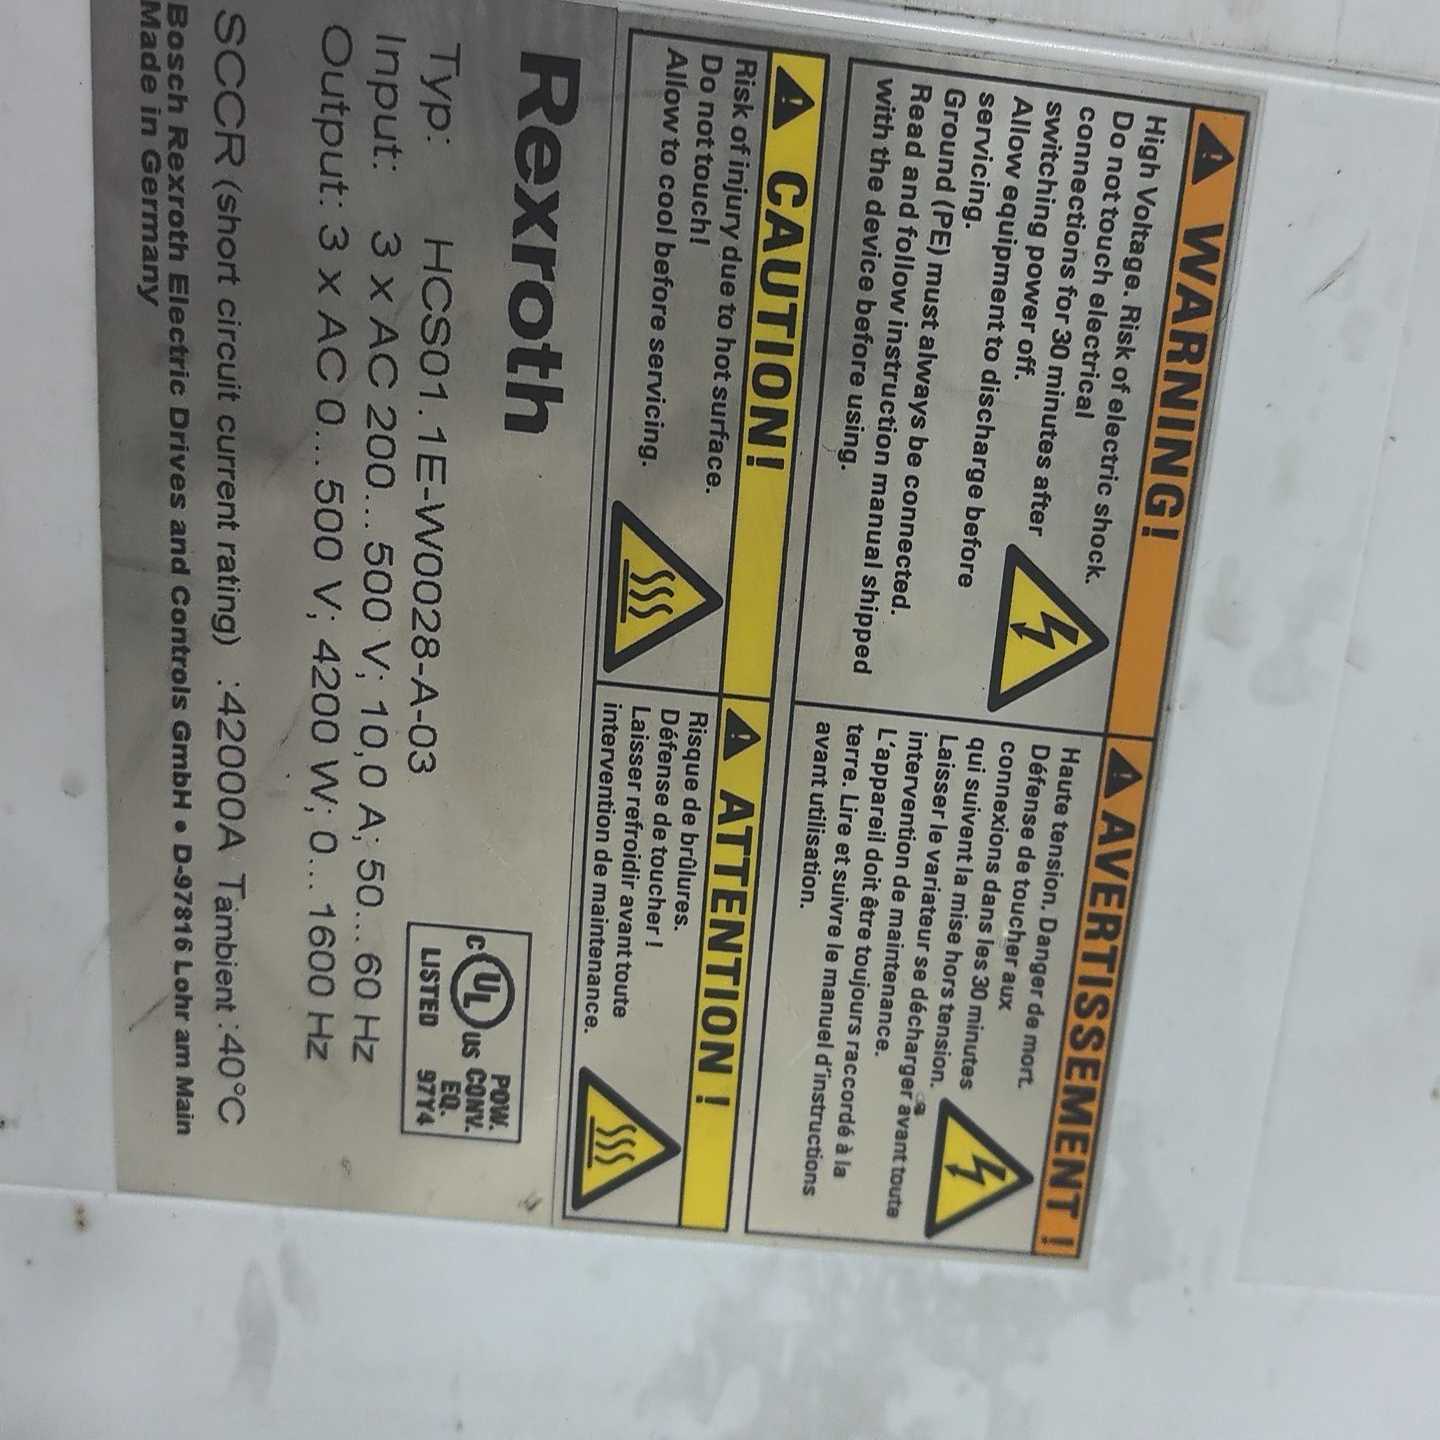 WARNING!
High Voltage. Risk of electric shock.
Do not touch electrical
connections for 30 minutes after
switching power off.
Allow equipment to discharge before
servicing.
Ground (PE) must always be connected.
Read and follow instruction manual shipped
with the device before using.
AVERTISSEMENT !
Haute tension. Danger de mort.
Défense de toucher aux
connexions dans les 30 minutes
qui suivent la mise hors tension.
Laisser le variateur se décharger avant toute
intervention de maintenance.
L'appareil doit être toujours raccordé à la
terre. Lire et suivre le manuel d'instructions
avant utilisation.
CAUTION!
Risk of injury due to hot surface.
Do not touch!
Allow to cool before servicing.
ATTENTION !
Risque de brûlures.
Défense de toucher !
Laisser refroidir avant toute
intervention de maintenance.
Rexroth
Typ: HCS01.1E-W0028-A-03
Input: 3 x AC 200...500 V; 10,0 A; 50...60 Hz
Output: 3 x AC 0...500 V; 4200 W; 0...1600 Hz
C UL US
LISTED
POW.
CONV.
EQ.
97Y4
SCCR (short circuit current rating) :42000A Tambient :40°C
Bosch Rexroth Electric Drives and Controls GmbH • D-97816 Lohr am Main
Made in Germany